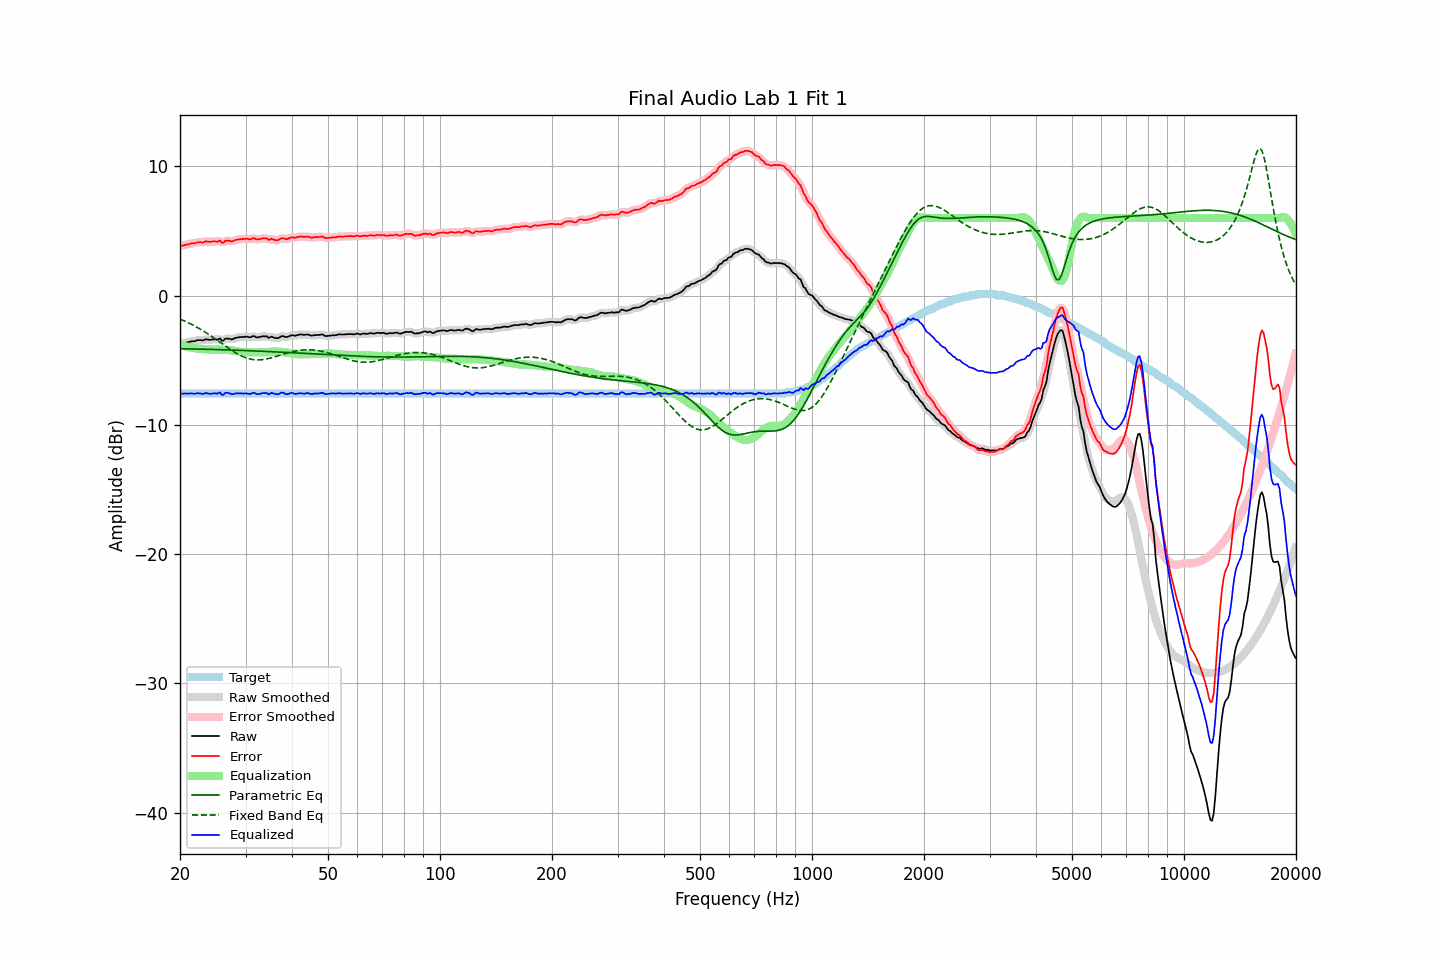 Final Audio Lab 1 Fit 1
Amplitude (dBr)
10
0
−10
−20
−30
−40
Target
Raw Smoothed
Error Smoothed
Raw
Error
Equalization
Parametric Eq
Fixed Band Eq
Equalized
20 50 100 200 500 1000 2000 5000 10000 20000
Frequency (Hz)